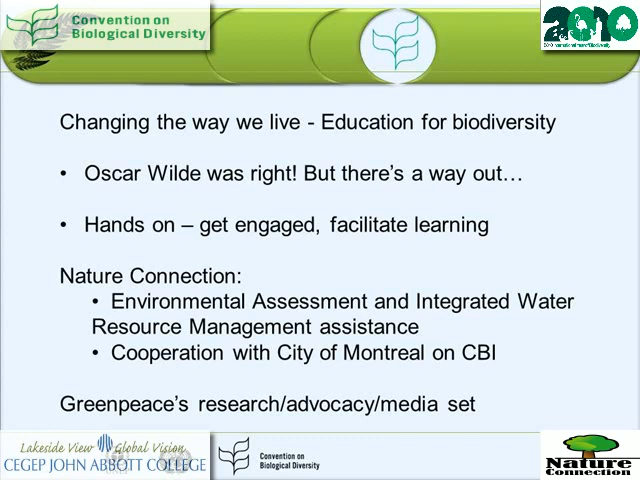 Convention on
Biological Diversity
2010
Changing the way we live - Education for biodiversity
• Oscar Wilde was right! But there's a way out…
• Hands on – get engaged, facilitate learning
Nature Connection:
• Environmental Assessment and Integrated Water
Resource Management assistance
• Cooperation with City of Montreal on CBI
Greenpeace's research/advocacy/media set
Lakeside View Global Vision
CEGEP JOHN ABBOTT COLLEGE
Convention on
Biological Diversity
Nature
Connection